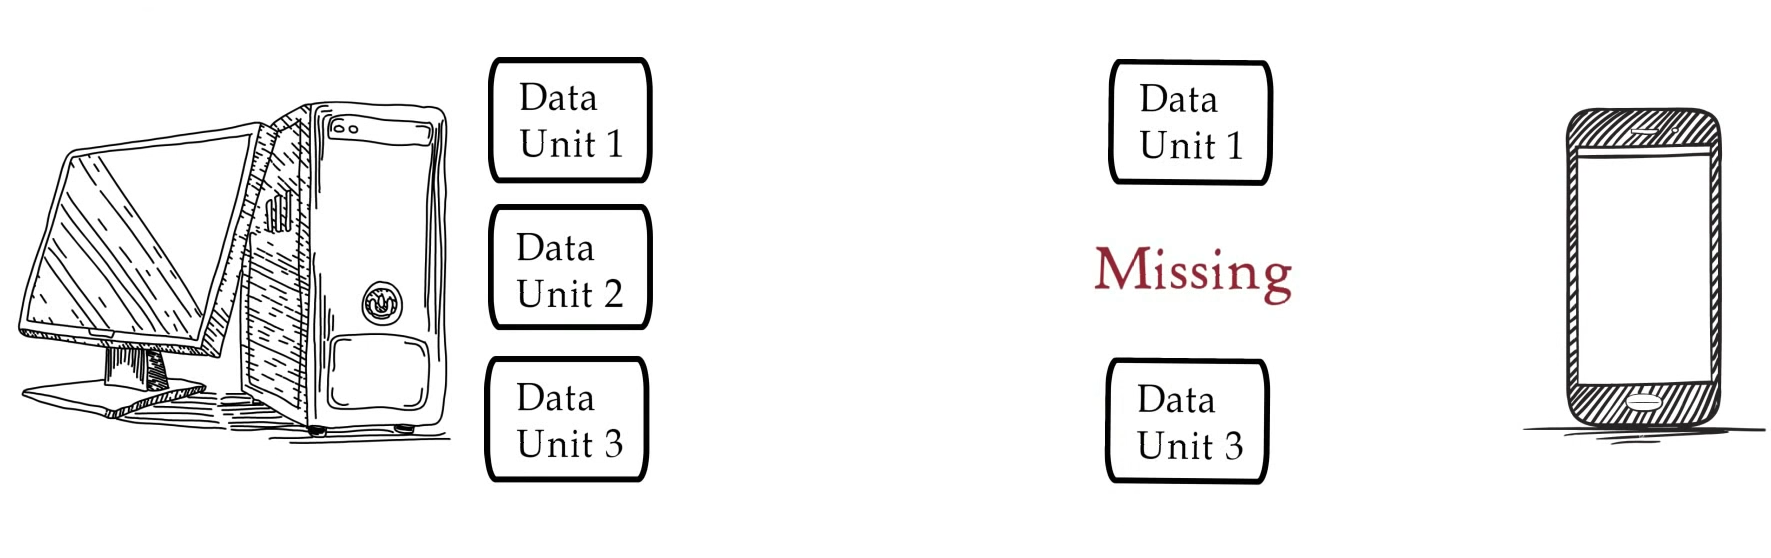 Data
Unit 1
Data
Unit 2
Data
Unit 3
Data
Unit 1
Missing
Data
Unit 3